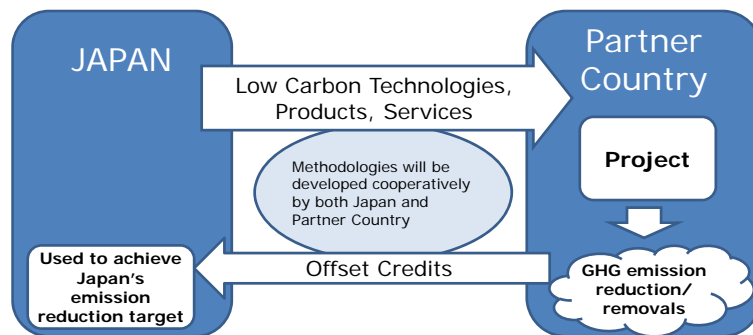 JAPAN
Partner
Country
Low Carbon Technologies,
Products, Services
Project
Methodologies will be
developed cooperatively
by both Japan and
Partner Country
Used to achieve
Japan's
emission
reduction target
Offset Credits
GHG emission
reduction/
removals